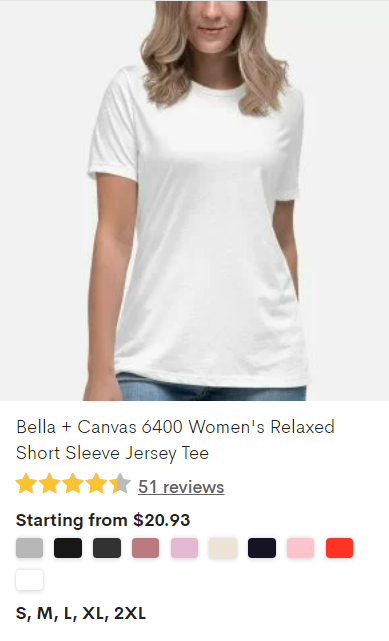 Bella + Canvas 6400 Women's Relaxed
Short Sleeve Jersey Tee
51 reviews
Starting from $20.93
S, M, L, XL, 2XL